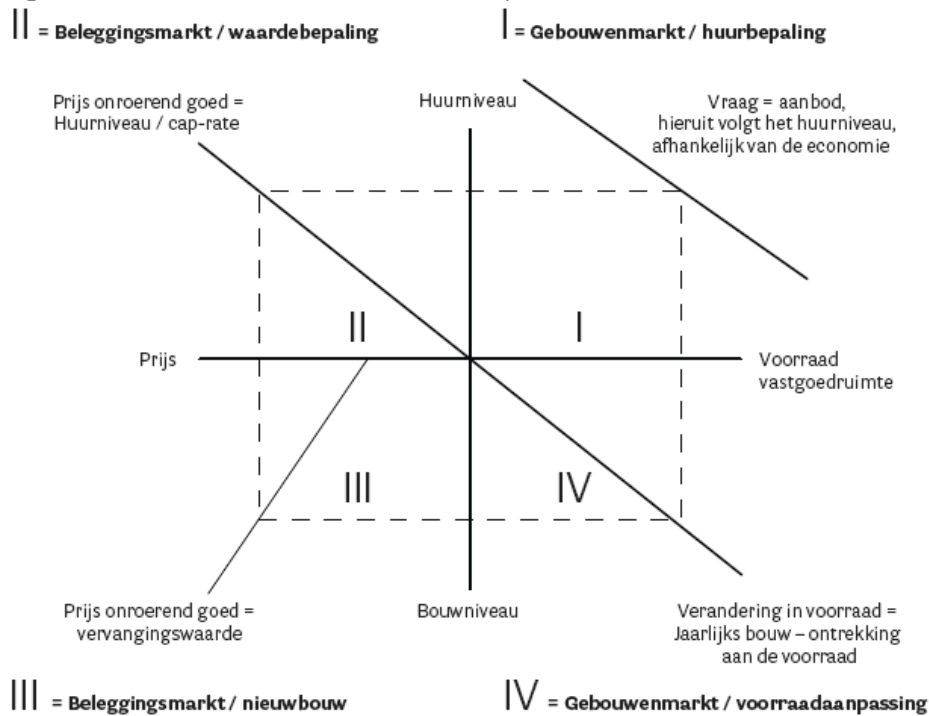 II = Beleggingsmarkt / waardebepaling
I = Gebouwenmarkt / huurbepaling
Prijs onroerend goed =
Huurniveau / cap-rate
Huurniveau
Vraag = aanbod,
hieruit volgt het huurniveau,
afhankelijk van de economie
II
I
Prijs
Voorraad
vastgoedruimte
III
IV
Prijs onroerend goed =
vervangingswaarde
Bouwniveau
Verandering in voorraad =
Jaarlijks bouw – ontrekking
aan de voorraad
III = Beleggingsmarkt / nieuwbouw
IV = Gebouwenmarkt / voorraadaanpassing